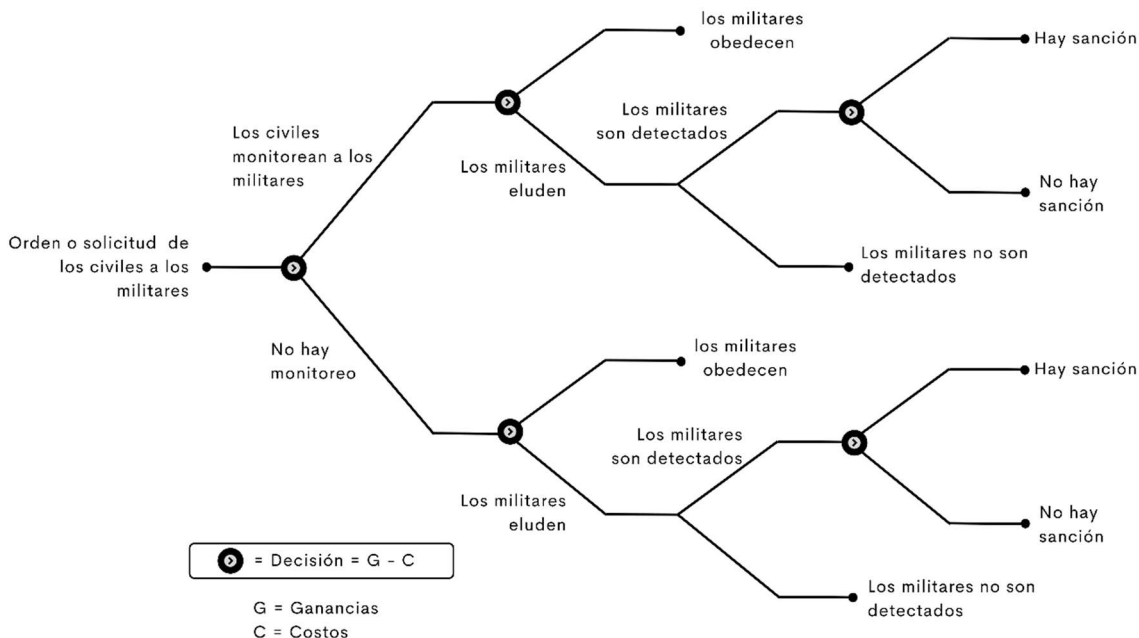 los militares
obedecen
Hay sanción
Los militares
son detectados
Los civiles
monitorean a los
militares
Los militares
eluden
No hay
sanción
Orden o solicitud de
los civiles a los
militares
Los militares no son
detectados
No hay
monitoreo
los militares
obedecen
Hay sanción
Los militares
son detectados
Los militares
eluden
No hay
sanción
= Decisión = G - C
Los militares no son
detectados
G = Ganancias
C = Costos